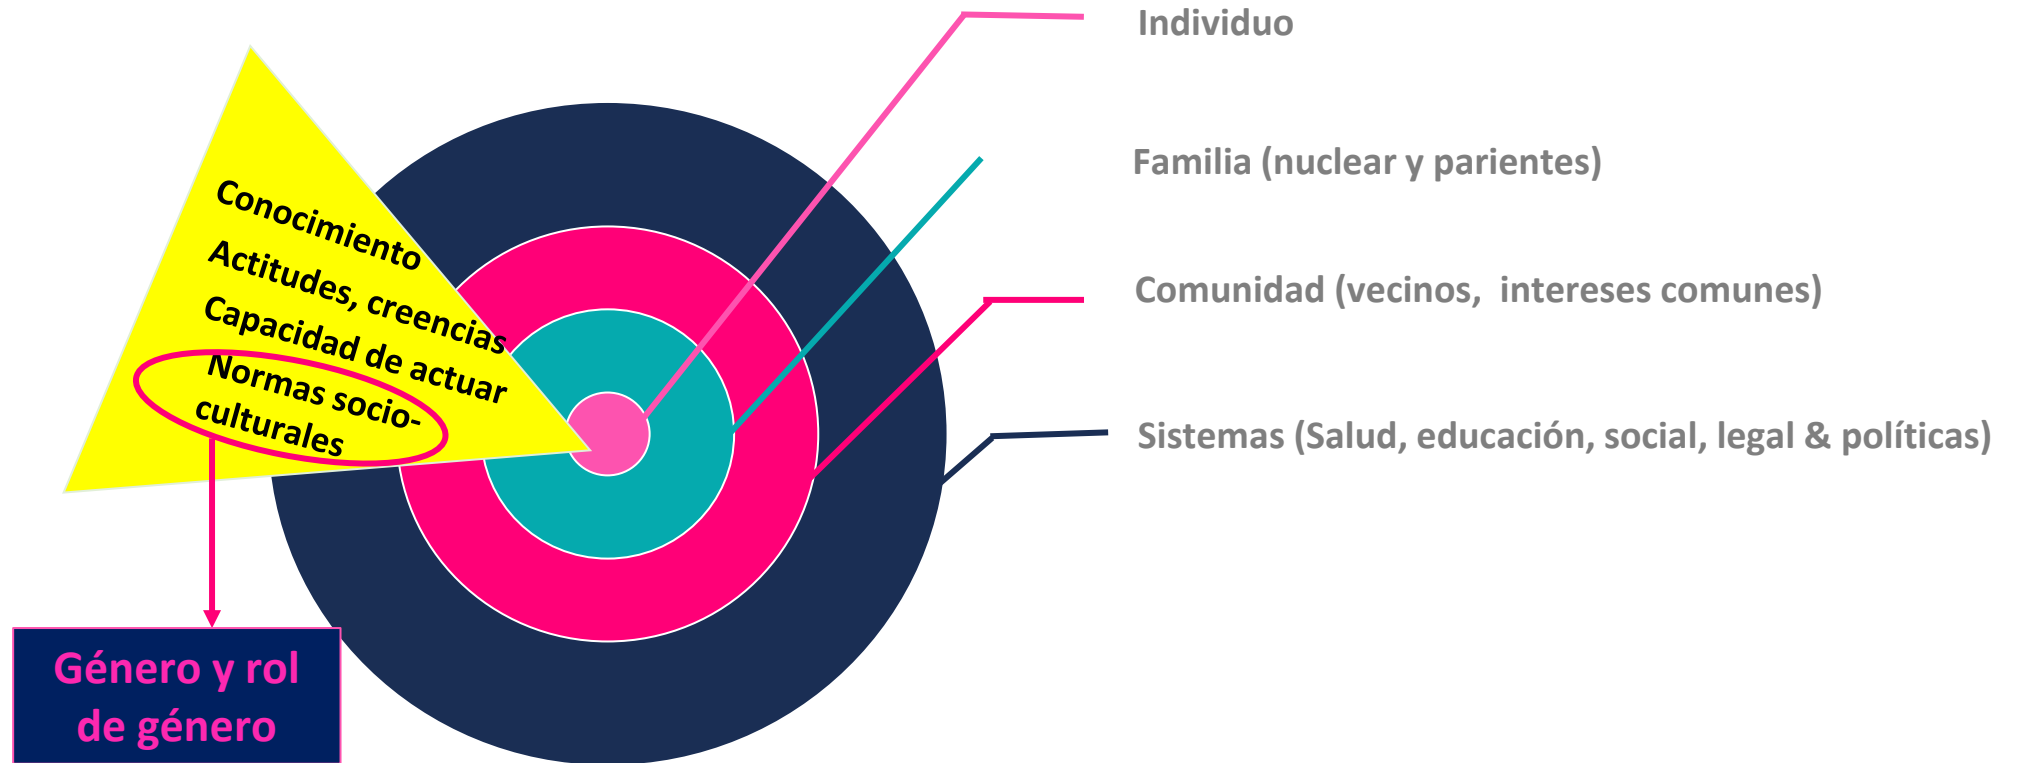 Individuo
Familia (nuclear y parientes)
Comunidad (vecinos, intereses comunes)
Sistemas (Salud, educación, social, legal & políticas)
Conocimiento
Actitudes, creencias
Capacidad de actuar
Normas socio-
culturales
Género y rol
de género